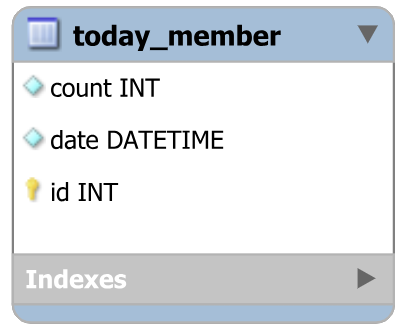 today_member
count INT
date DATETIME
id INT
Indexes